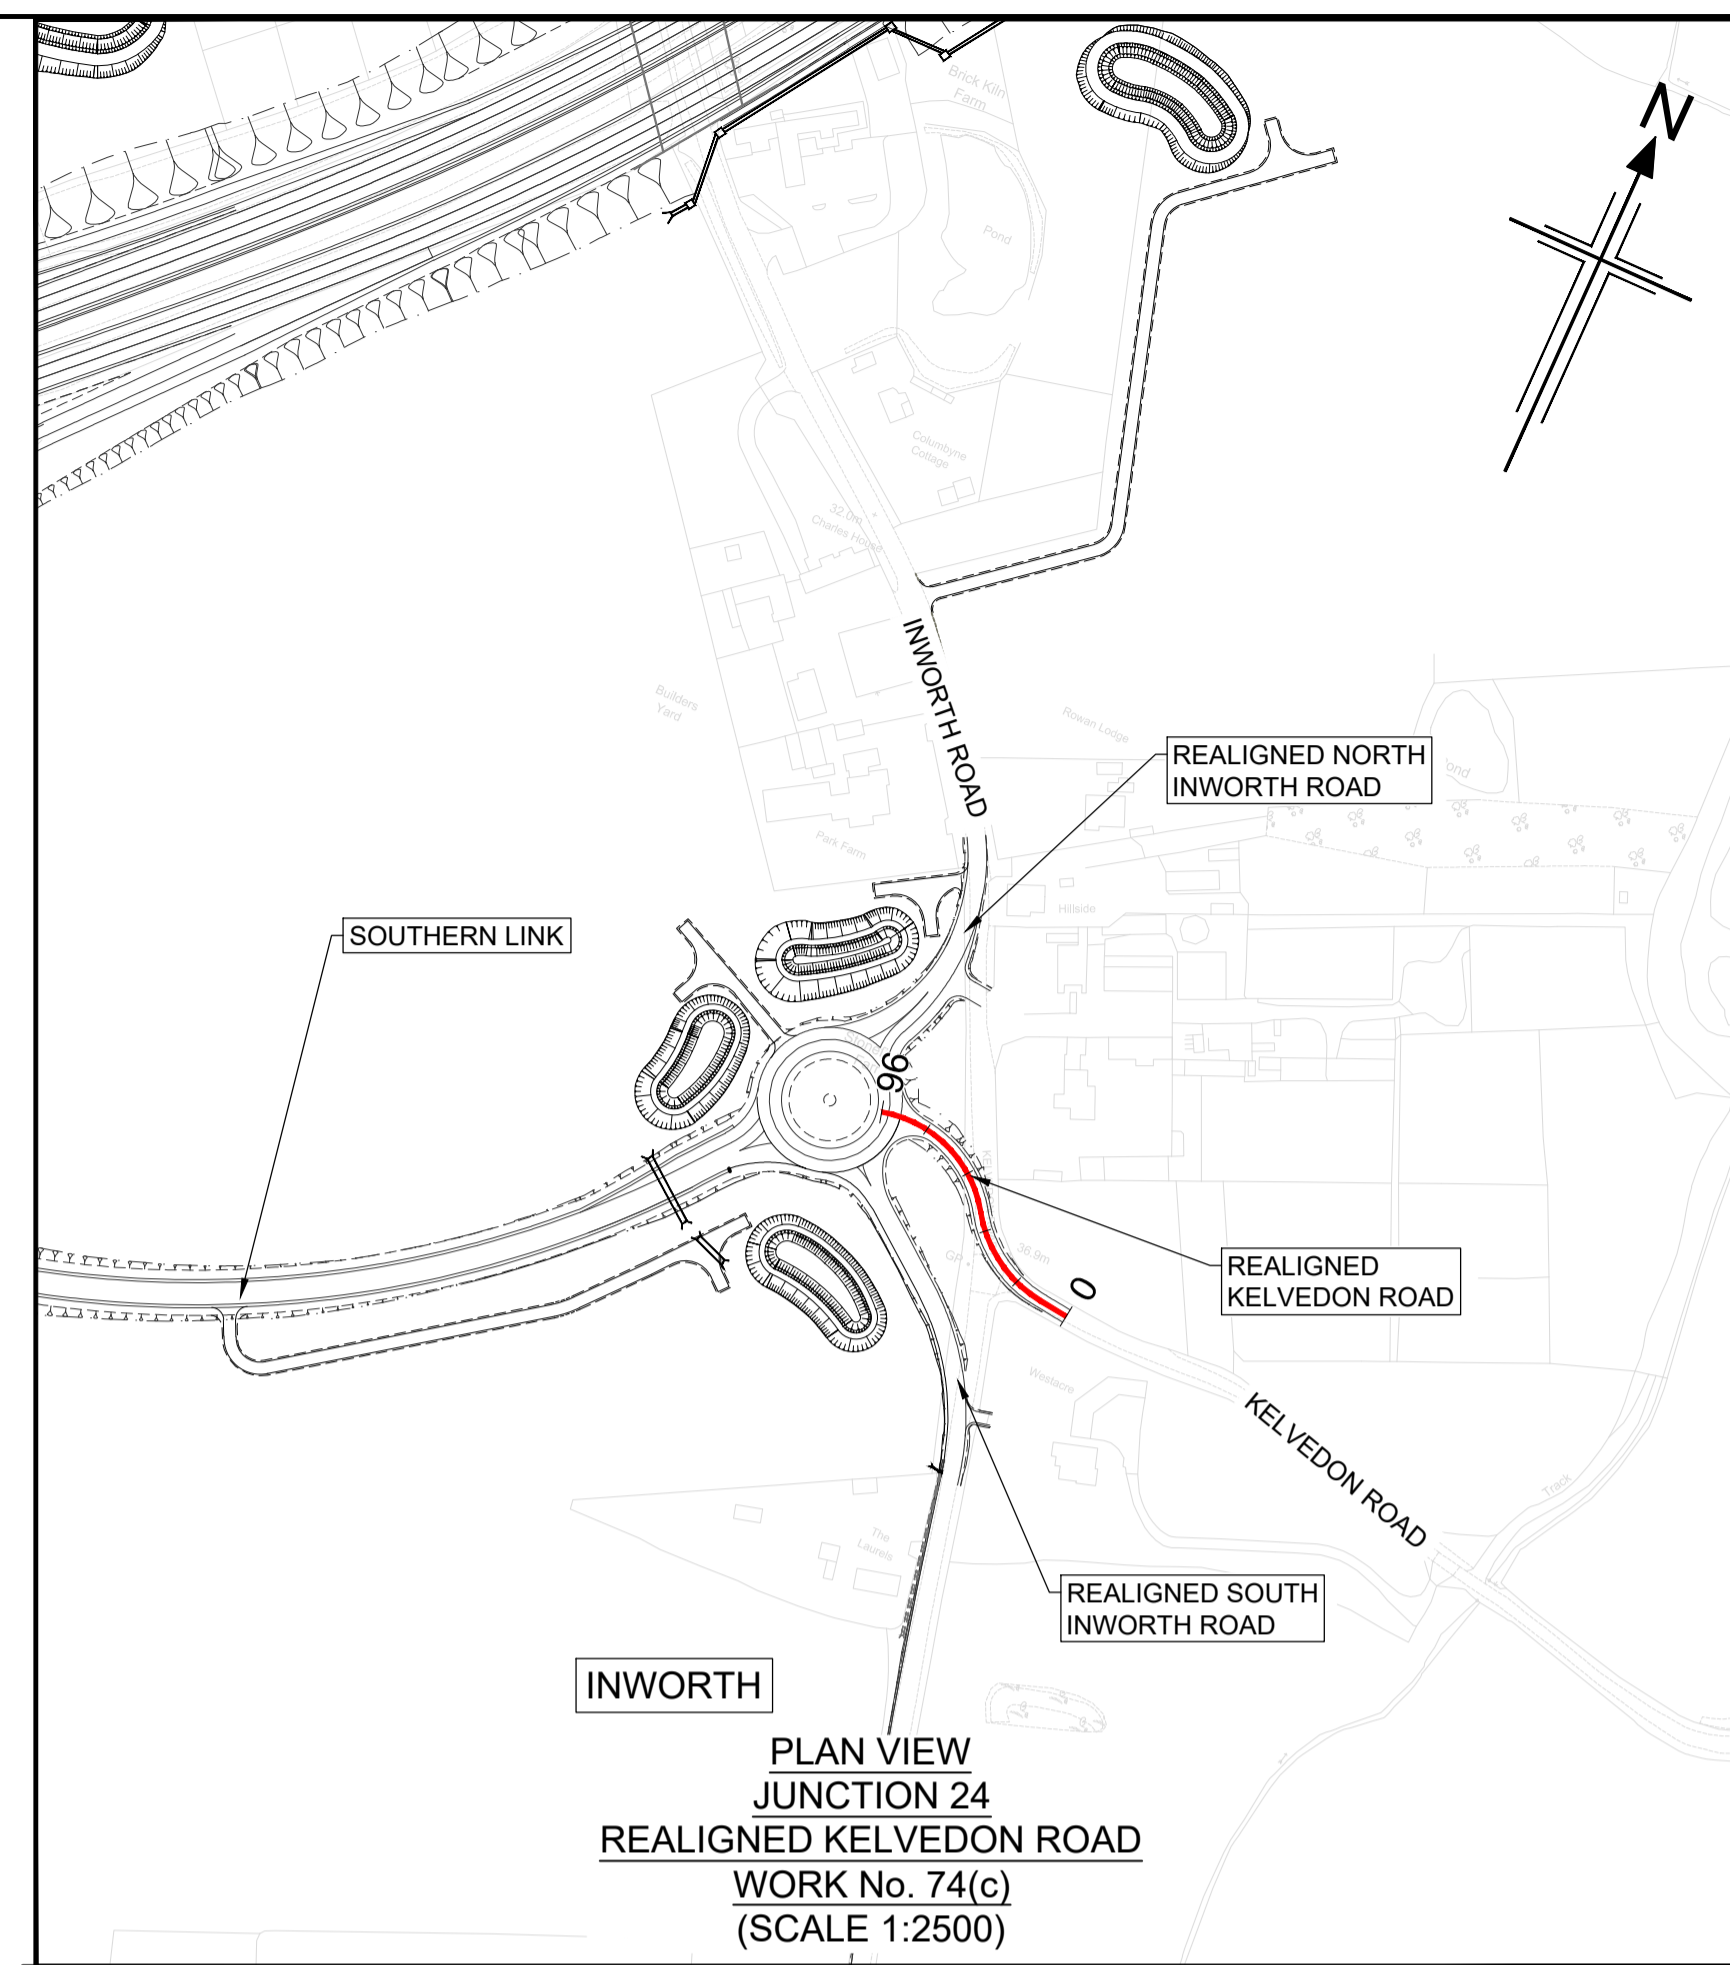 N
Brick Kiln
Farm
Pond
Columbyne
Cottage
32.0m
Charles House
INWORTH ROAD
Builders
Yard
Rowan Lodge
REALIGNED NORTH
INWORTH ROAD
Park Farm
Hillside
SOUTHERN LINK
96
REALIGNED
KELVEDON ROAD
36.9m
GP
0
Westacre
KELVEDON ROAD
Track
The
Laurels
REALIGNED SOUTH
INWORTH ROAD
INWORTH
PLAN VIEW
JUNCTION 24
REALIGNED KELVEDON ROAD
WORK No. 74(c)
(SCALE 1:2500)